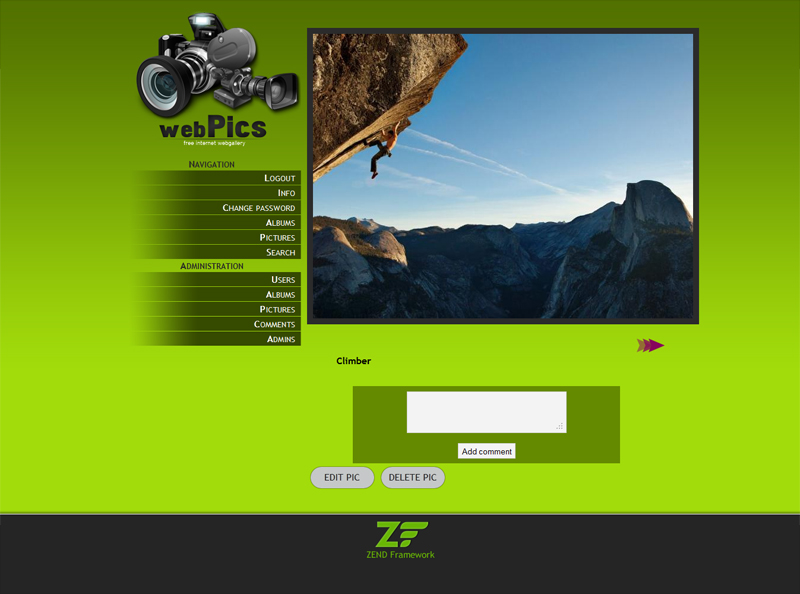 webPics
free internet webgallery
NAVIGATION
LOGOUT
INFO
CHANGE PASSWORD
ALBUMS
PICTURES
SEARCH
ADMINISTRATION
USERS
ALBUMS
PICTURES
COMMENTS
ADMINS
Climber
Add comment
EDIT PIC DELETE PIC
ZF
ZEND Framework